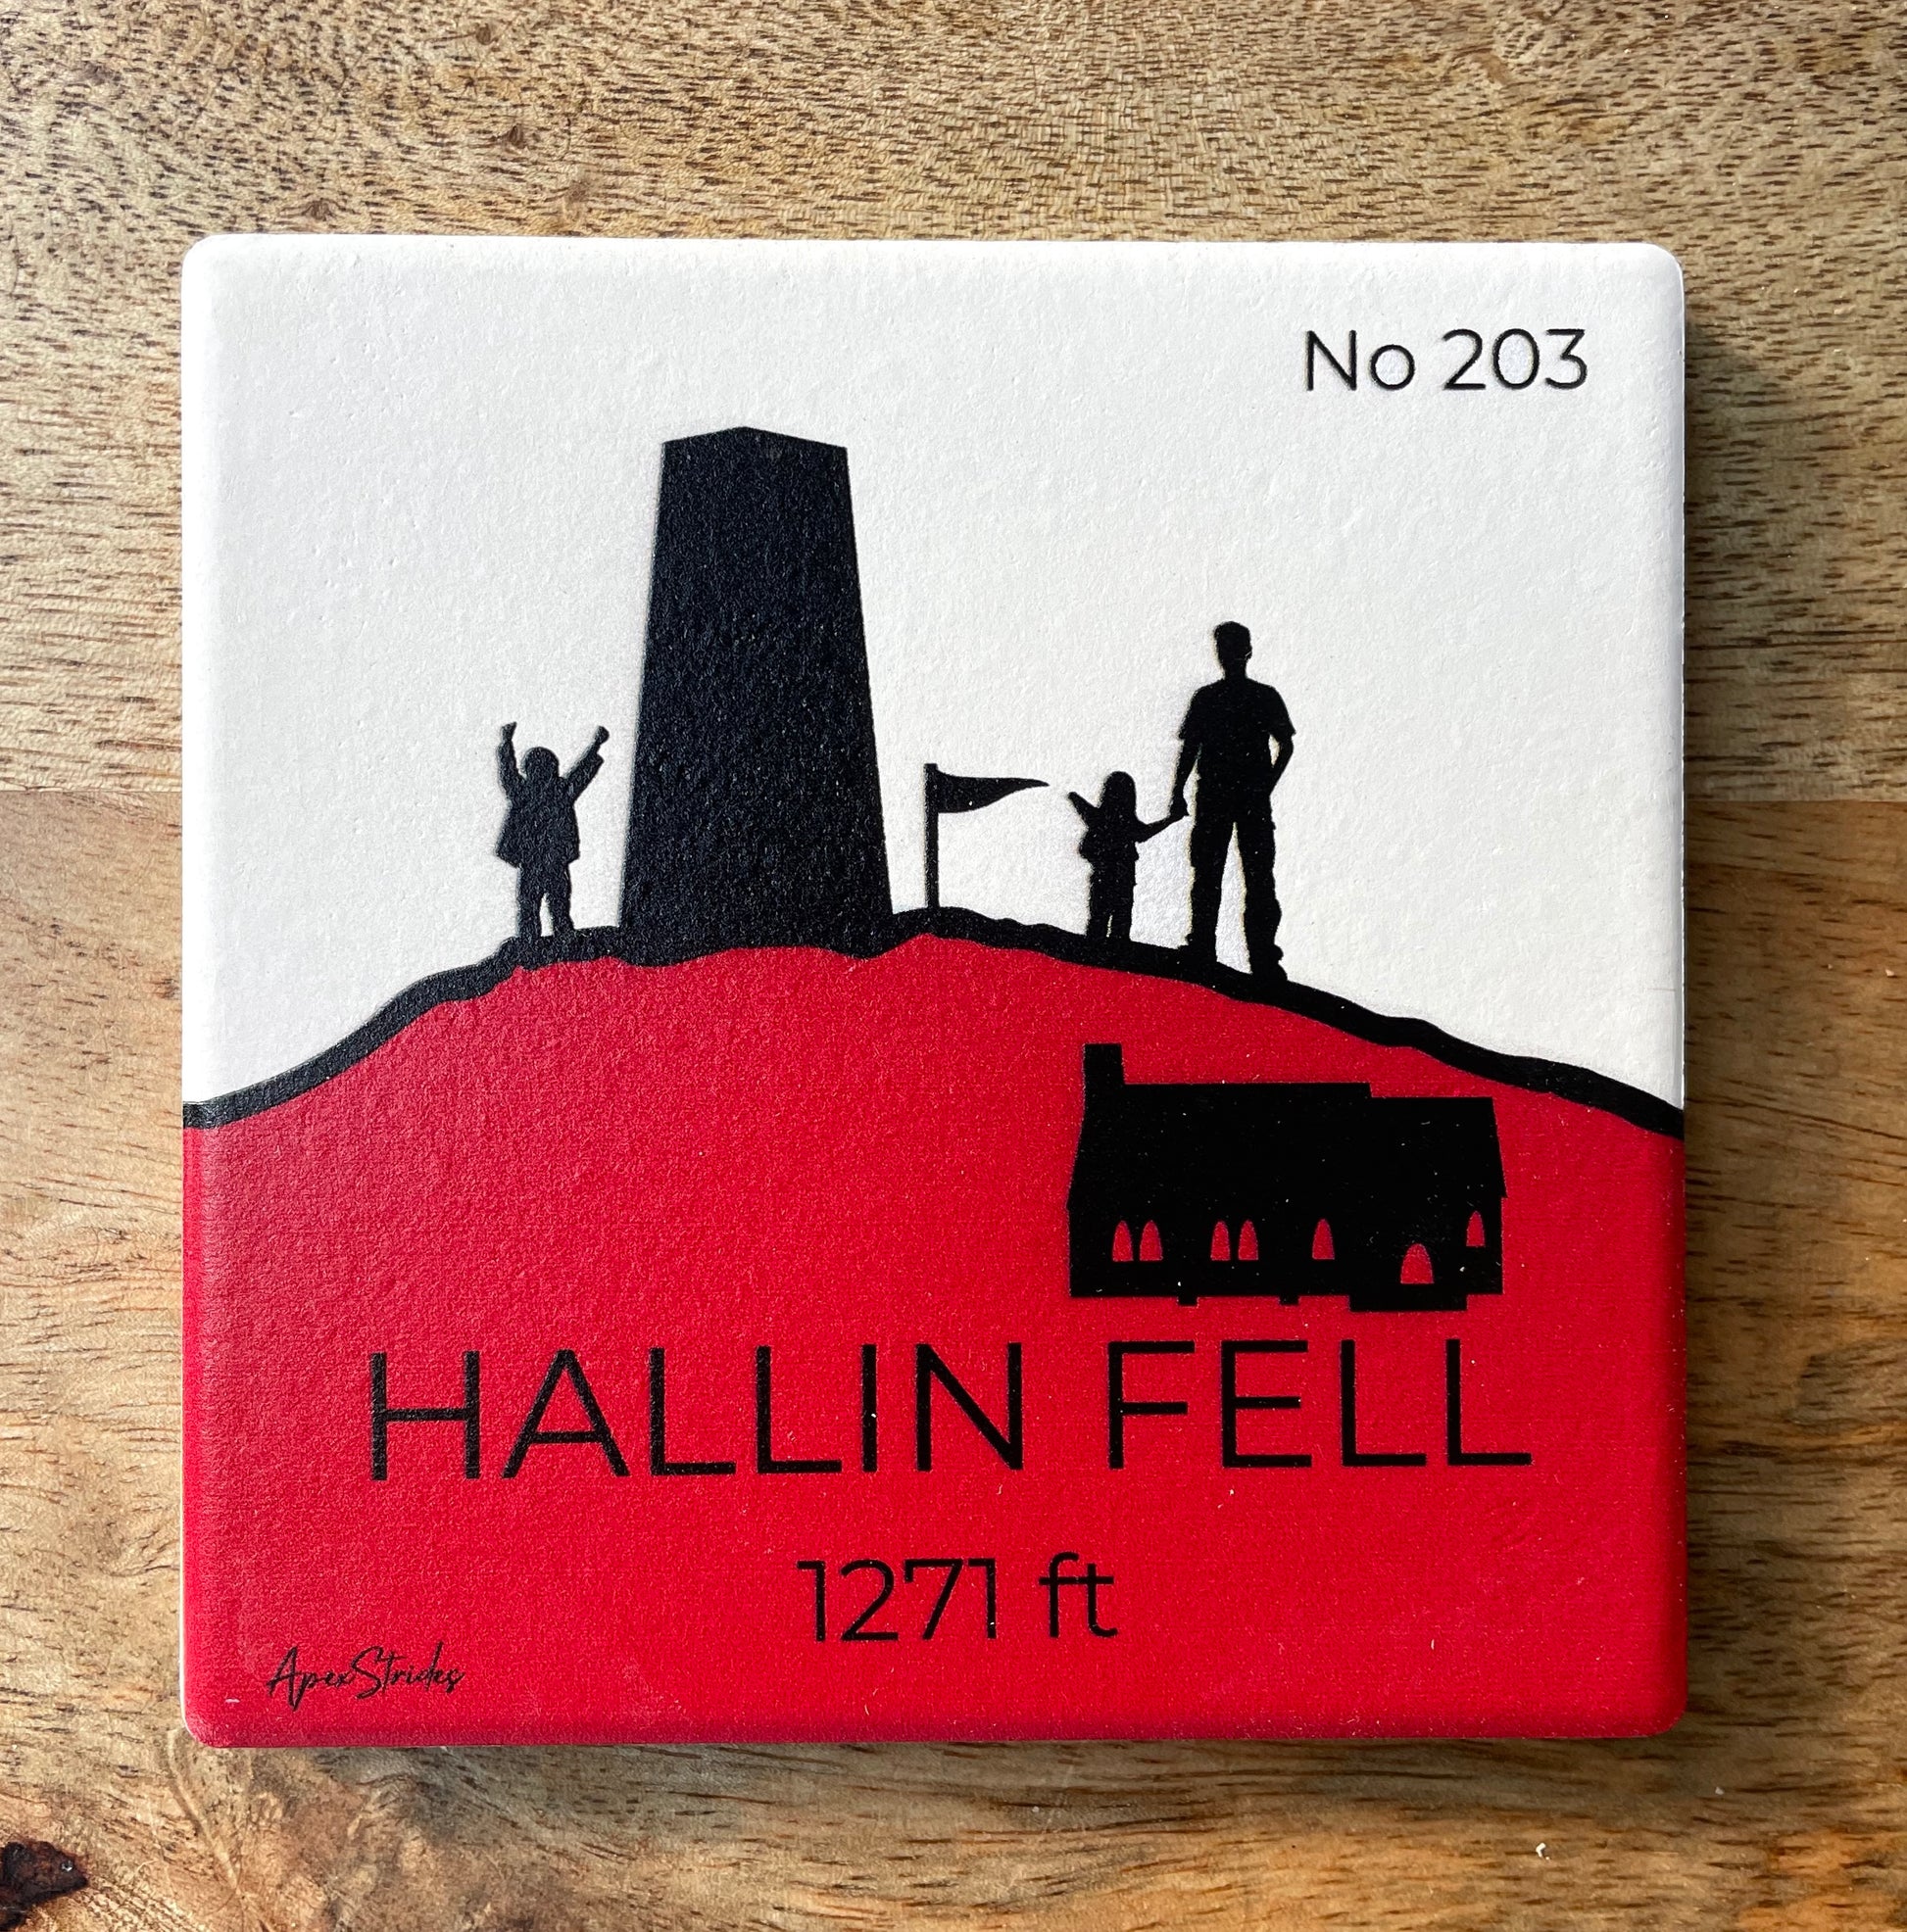 No 203
HALLIN FELL
1271 ft
ApexStrides